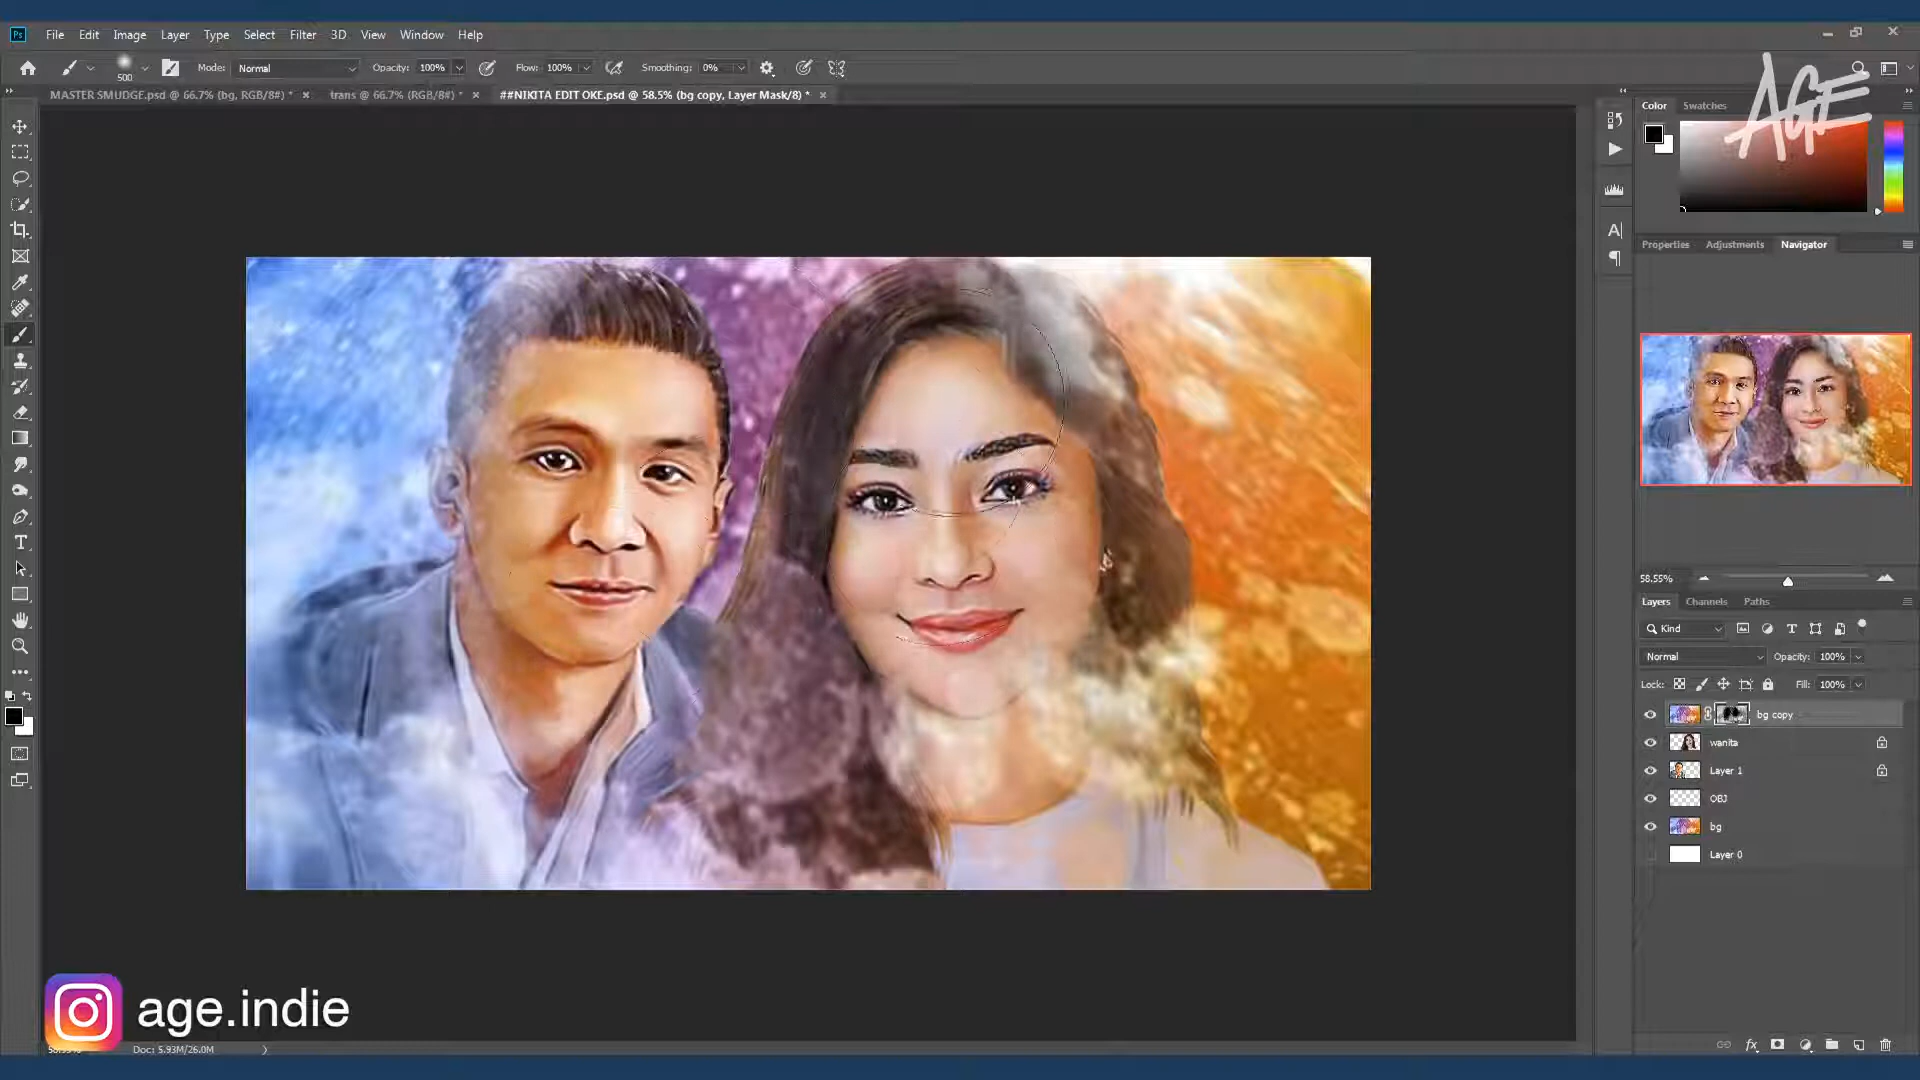 Ps File Edit Image Layer Type Select Filter 3D View Window Help
500 Mode: Normal Opacity: 100% Flow: 100% Smoothing: 0%
MASTER SMUDGE.psd @ 66.7% (bg, RGB/8#) * × trans @ 66.7% (RGB/8#) * × ##NIKITA EDIT OKE.psd @ 58.5% (bg copy, Layer Mask/8) * ×
AGE
Color Swatches
Properties Adjustments Navigator
58.55%
Layers Channels Paths
Kind
Normal Opacity: 100%
Lock: Fill: 100%
bg copy
wanita
Layer 1
OBJ
bg
Layer 0
age.indie
Doc: 5.93M/26.0M